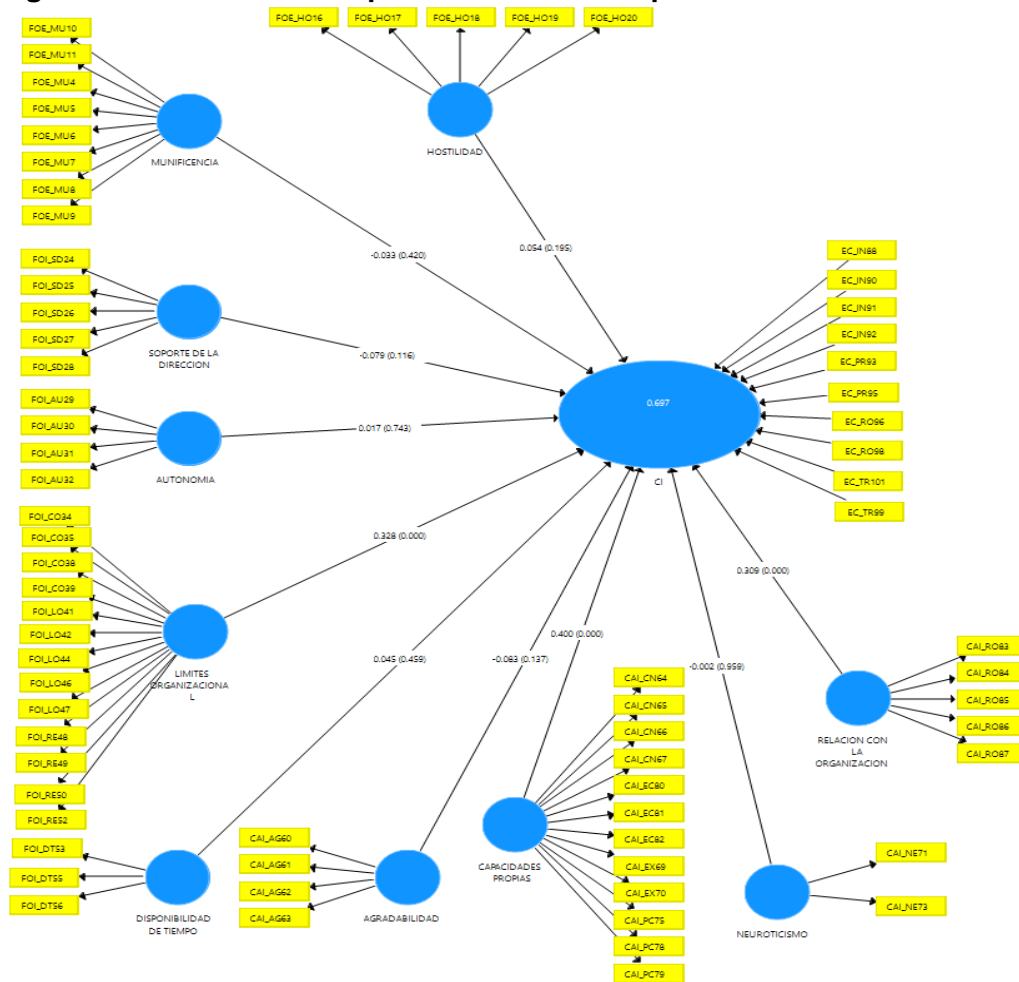 FOE_HO16
FOE_HO17
FOE_HO18
FOE_HO19
FOE_HO20
HOSTILIDAD
FOE_MU10
FOE_MU11
FOE_MU4
FOE_MU5
FOE_MU6
FOE_MU7
FOE_MU8
FOE_MU9
MUNIFICENCIA
-0.033 (0.420)
0.054 (0.195)
FOI_SD24
FOI_SD25
FOI_SD26
FOI_SD27
FOI_SD28
SOPORTE DE LA
DIRECCION
-0.079 (0.116)
EC_IN88
EC_IN90
EC_IN91
EC_IN92
EC_PR93
EC_PR95
EC_RO96
EC_RO98
EC_TR101
EC_TR99
0.697
CI
FOI_AU29
FOI_AU30
FOI_AU31
FOI_AU32
AUTONOMIA
0.017 (0.743)
FOI_CO34
FOI_CO35
FOI_CO38
FOI_CO39
FOI_LO41
FOI_LO42
FOI_LO44
FOI_LO46
FOI_LO47
FOI_RE48
FOI_RE49
FOI_RE50
FOI_RE52
LIMITES
ORGANIZACIONA
L
0.328 (0.000)
0.309 (0.000)
0.045 (0.459)
-0.083 (0.137)
0.400 (0.000)
-0.002 (0.959)
CAI_RO83
CAI_RO84
CAI_RO85
CAI_RO86
CAI_RO87
RELACION CON
LA
ORGANIZACION
FOI_DT53
FOI_DT55
FOI_DT56
DISPONIBILIDAD
DE TIEMPO
CAI_AG60
CAI_AG61
CAI_AG62
CAI_AG63
AGRADABILIDAD
CAI_CN64
CAI_CN65
CAI_CN66
CAI_CN67
CAI_EC80
CAI_EC81
CAI_EC82
CAI_EX69
CAI_EX70
CAI_PC75
CAI_PC78
CAI_PC79
CAPACIDADES
PROPIAS
CAI_NE71
CAI_NE73
NEUROTICISMO